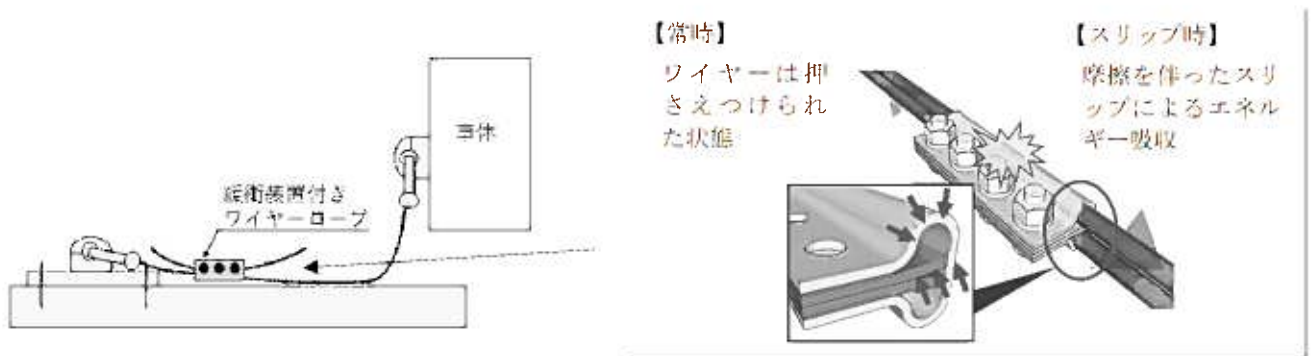 車体
緩衝装置付き
ワイヤーロープ
【常時】
ワイヤーは押
さえつけられ
た状態
【スリップ時】
摩擦を伴ったスリ
ップによるエネル
ギー吸収